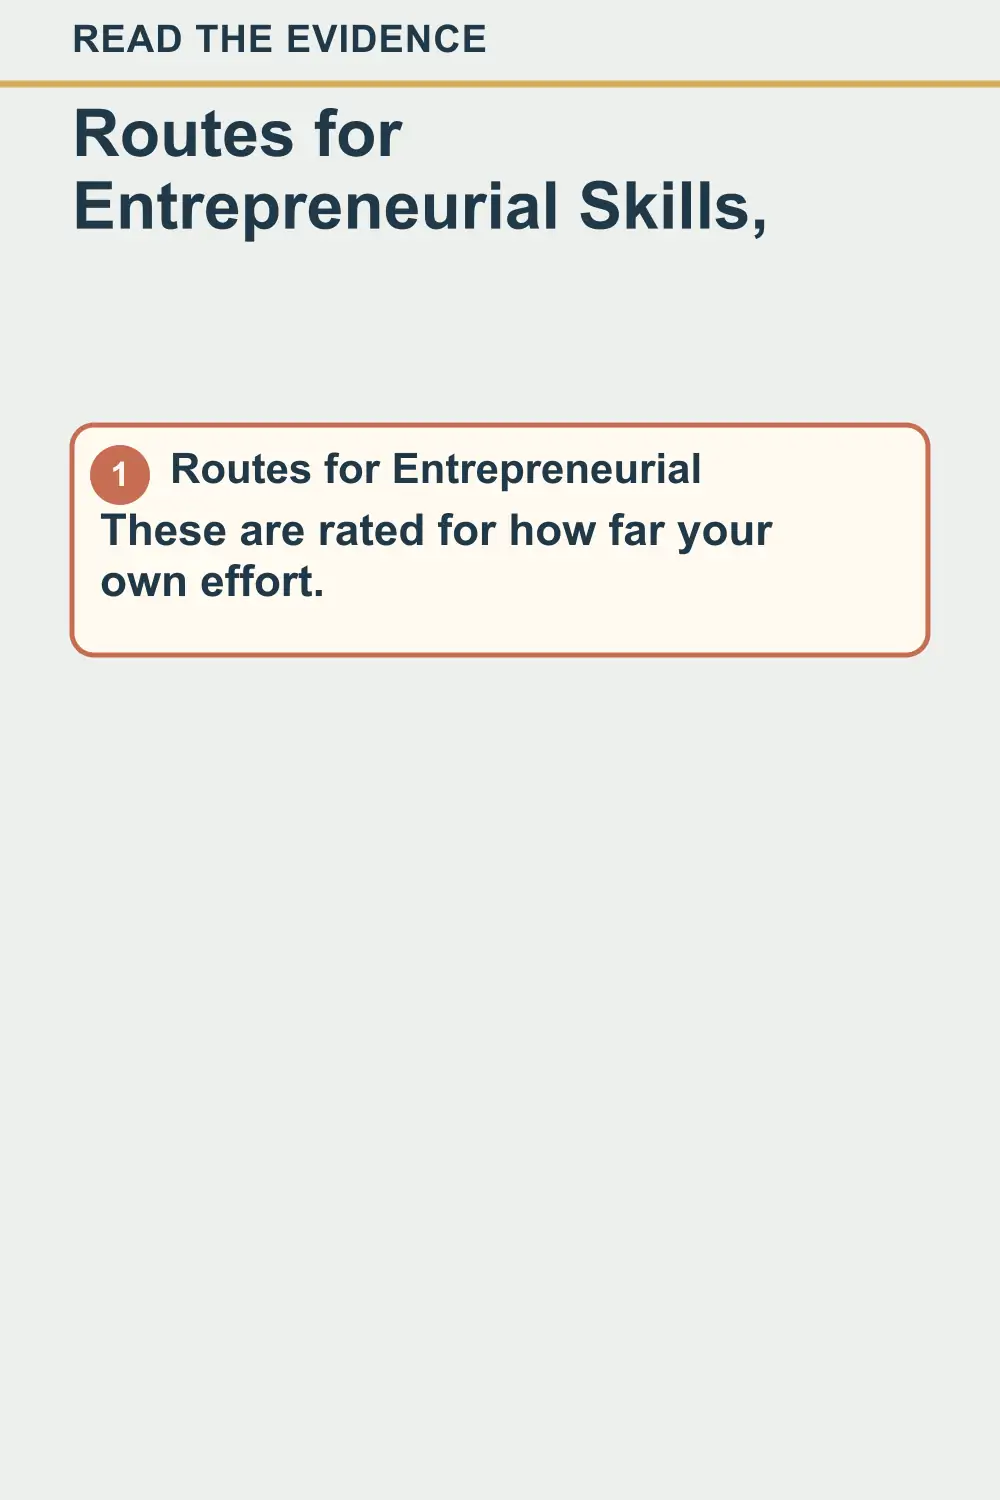 READ THE EVIDENCE
Routes for
Entrepreneurial Skills,
1 Routes for Entrepreneurial
These are rated for how far your
own effort.